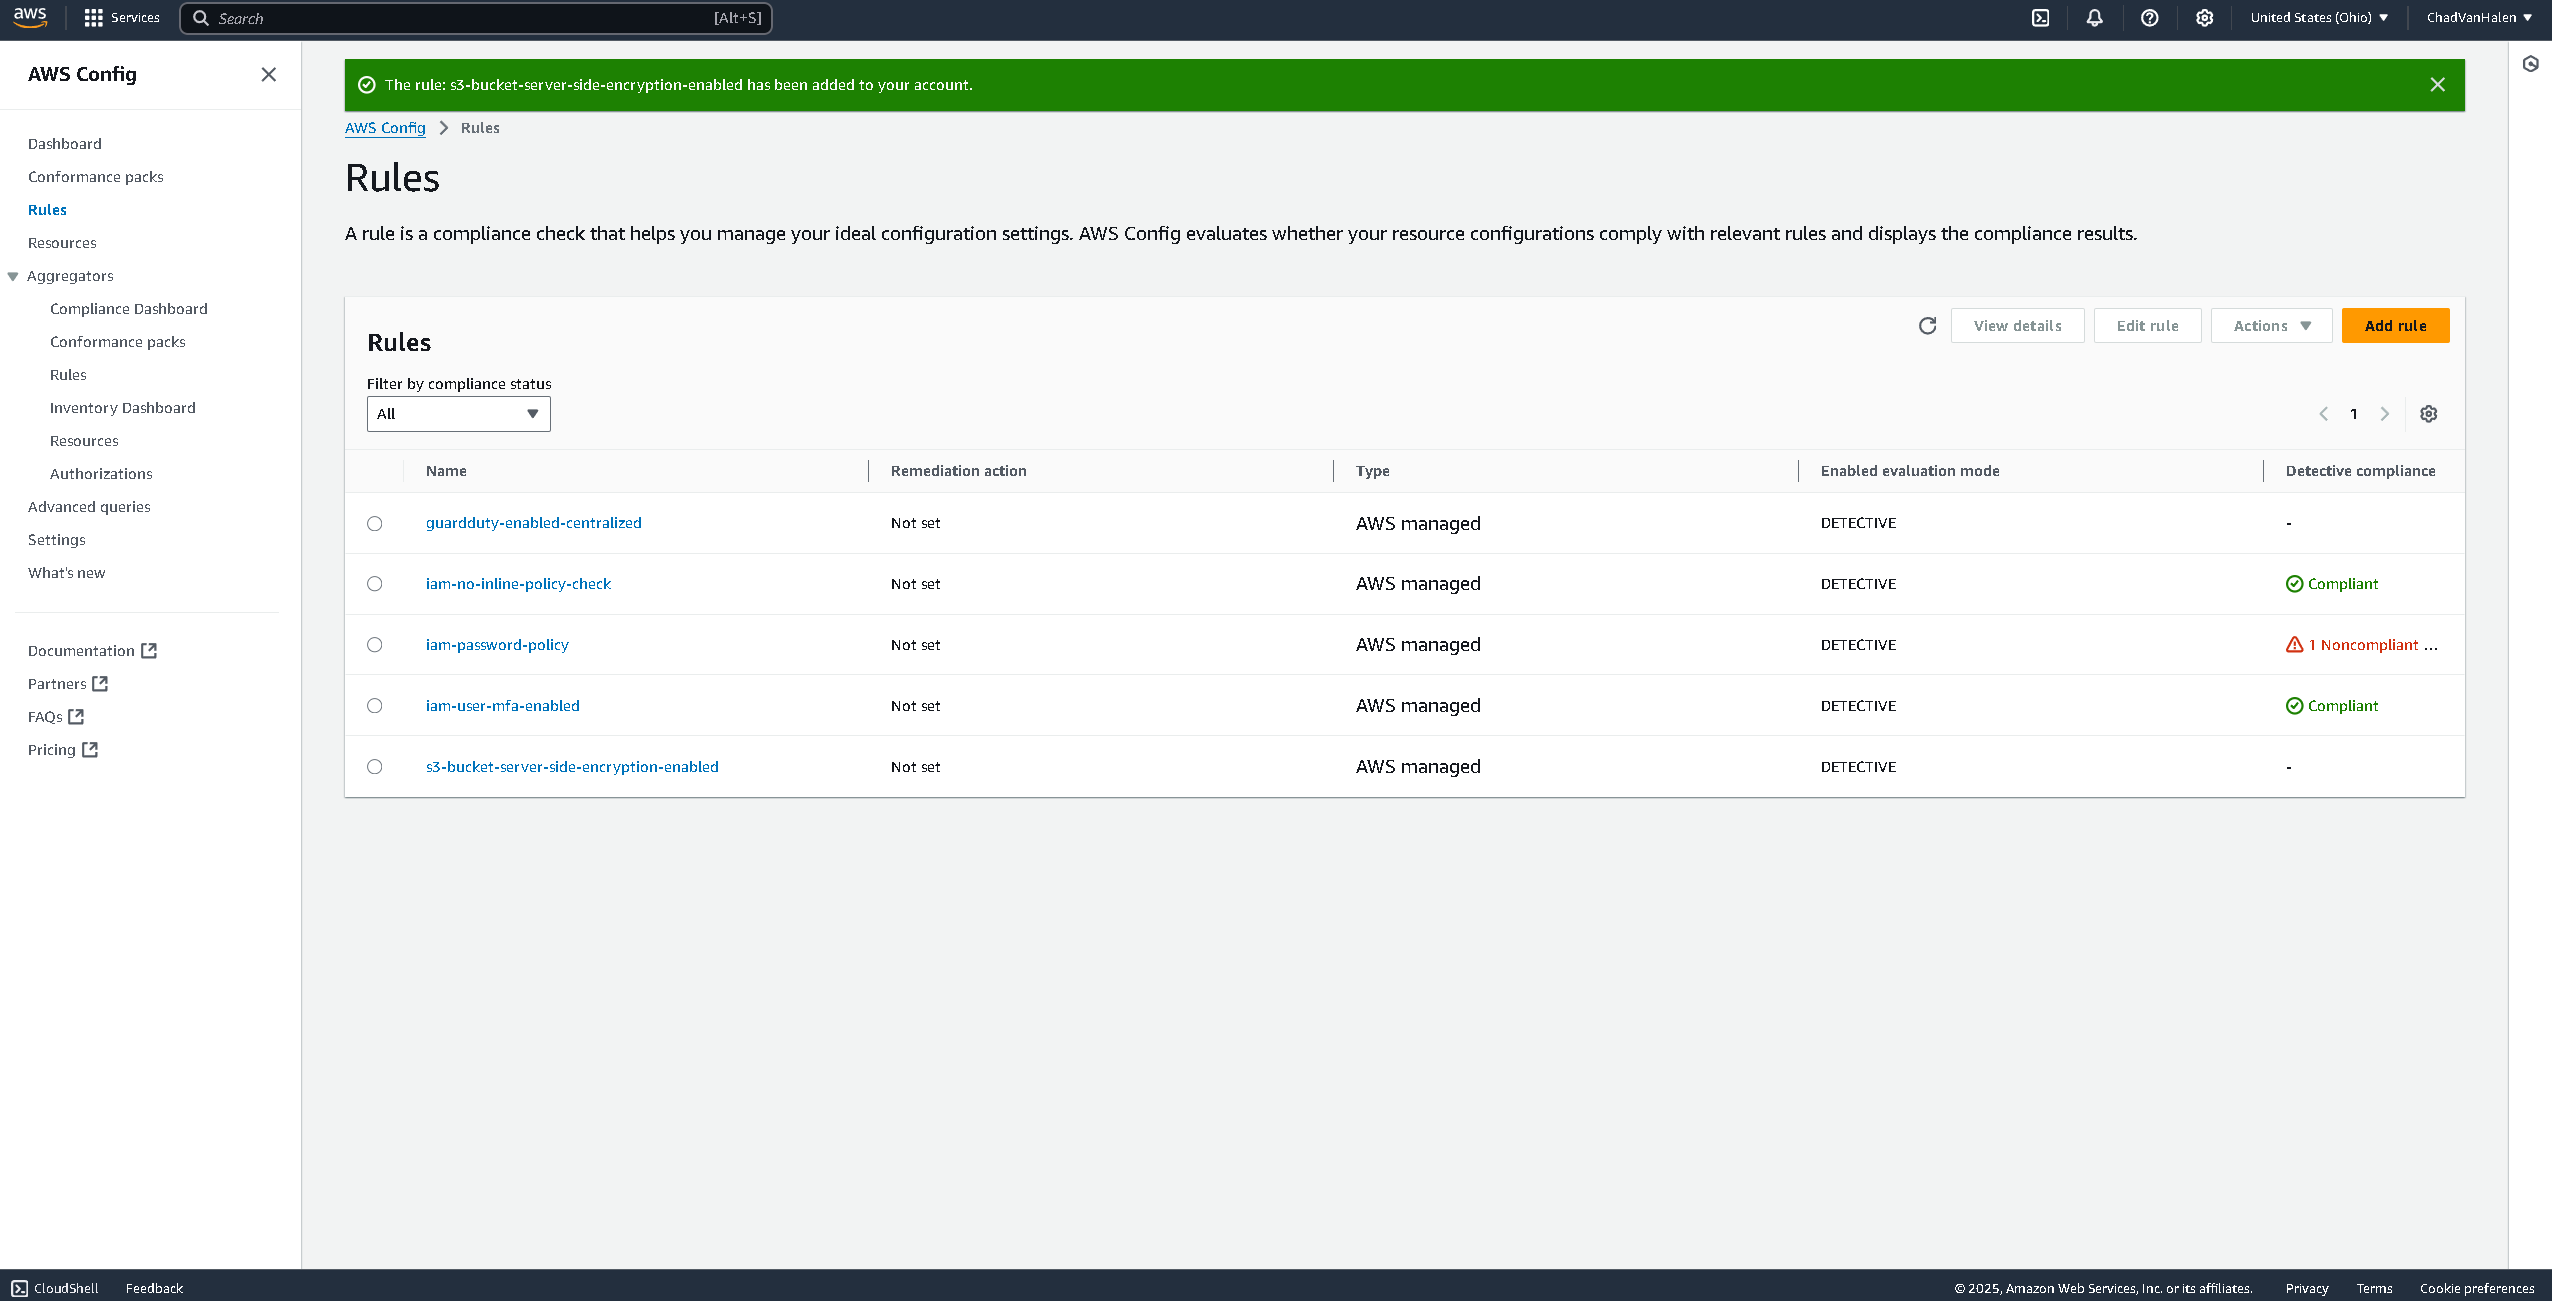 aws Services Search [Alt+S] United States (Ohio) ChadVanHalen
AWS Config
The rule: s3-bucket-server-side-encryption-enabled has been added to your account.
AWS Config Rules
Dashboard
Conformance packs
Rules
Resources
Aggregators
Compliance Dashboard
Conformance packs
Rules
Inventory Dashboard
Resources
Authorizations
Advanced queries
Settings
What's new
Documentation
Partners
FAQs
Pricing
Rules
A rule is a compliance check that helps you manage your ideal configuration settings. AWS Config evaluates whether your resource configurations comply with relevant rules and displays the compliance results.
Rules
View details Edit rule Actions Add rule
Filter by compliance status
All
1
Name Remediation action Type Enabled evaluation mode Detective compliance
guardduty-enabled-centralized Not set AWS managed DETECTIVE -
iam-no-inline-policy-check Not set AWS managed DETECTIVE Compliant
iam-password-policy Not set AWS managed DETECTIVE 1 Noncompliant ...
iam-user-mfa-enabled Not set AWS managed DETECTIVE Compliant
s3-bucket-server-side-encryption-enabled Not set AWS managed DETECTIVE -
CloudShell Feedback © 2025, Amazon Web Services, Inc. or its affiliates. Privacy Terms Cookie preferences